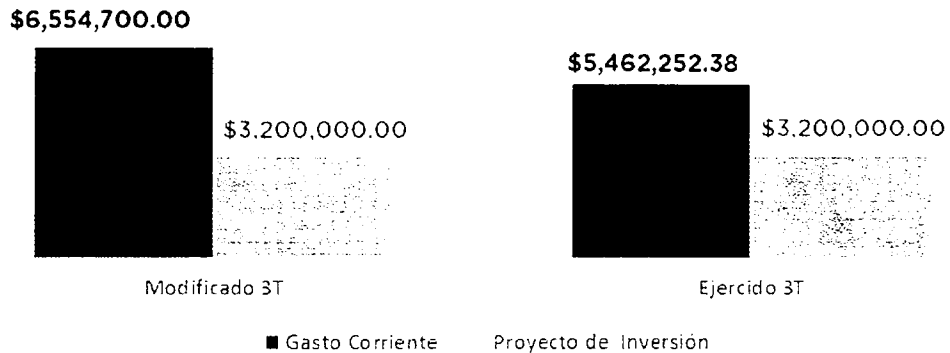 $6,554,700.00
$5,462,252.38
$3,200,000.00
$3,200,000.00
Modificado 3T
Ejercido 3T
Gasto Corriente
Proyecto de Inversión